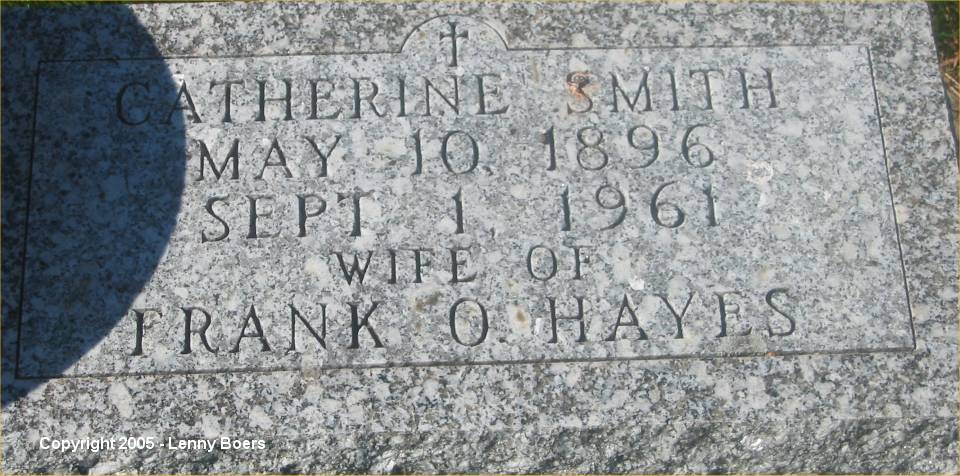 CATHERINE SMITH
MAY 10, 1896
SEPT 1, 1961
WIFE OF
FRANK O HAYES
Copyright 2005 - Lenny Boers